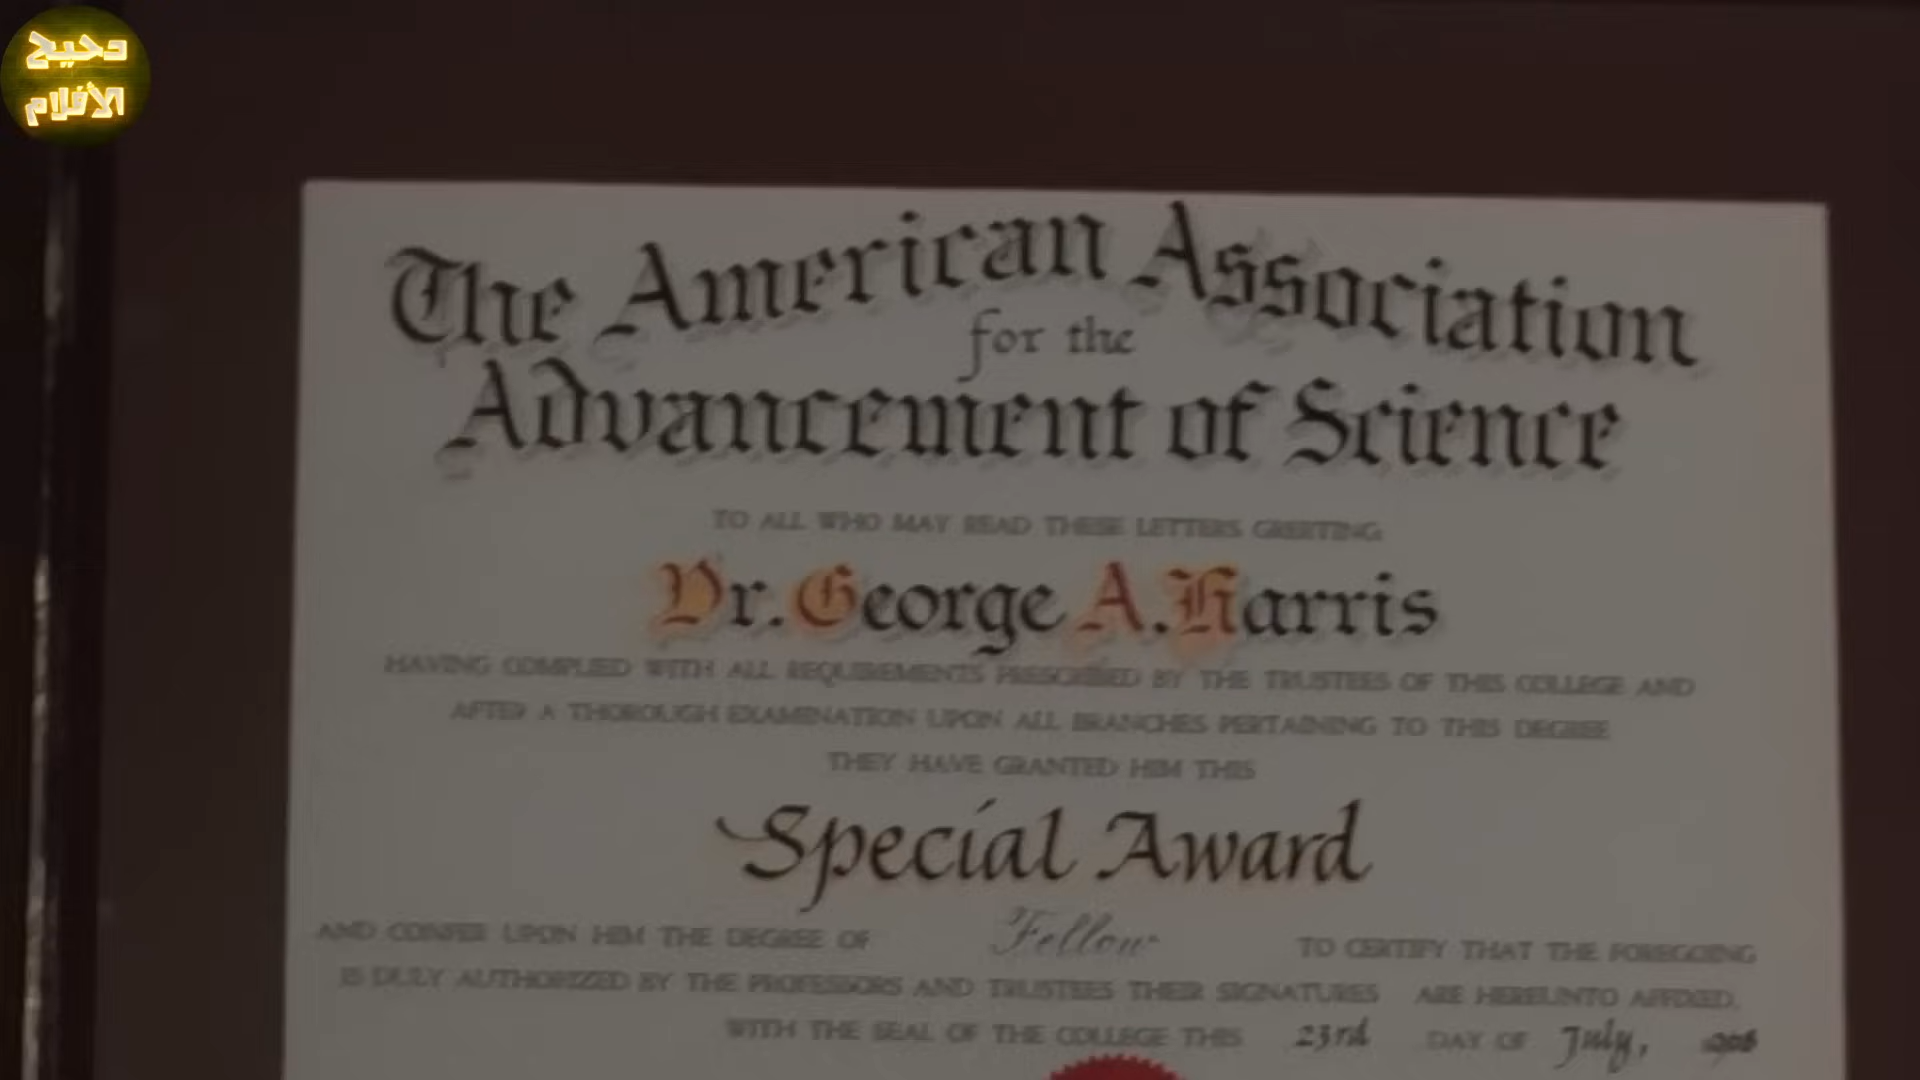 دحيح
الأفلام
The American Association
for the
Advancement of Science
TO ALL WHO MAY READ THESE LETTERS GREETING:
Dr. George A. Harris
HAVING COMPLIED WITH ALL REQUIREMENTS PRESCRIBED BY THE TRUSTEES OF THIS COLLEGE AND
AFTER A THOROUGH EXAMINATION UPON ALL BRANCHES PERTAINING TO THIS DEGREE
THEY HAVE GRANTED HIM THIS
Special Award
AND CONFER UPON HIM THE DEGREE OF Fellow TO CERTIFY THAT THE FOREGOING
IS DULY AUTHORIZED BY THE PROFESSORS AND TRUSTEES THEIR SIGNATURES ARE HEREUNTO AFFIXED,
WITH THE SEAL OF THE COLLEGE THIS 23rd DAY OF July,